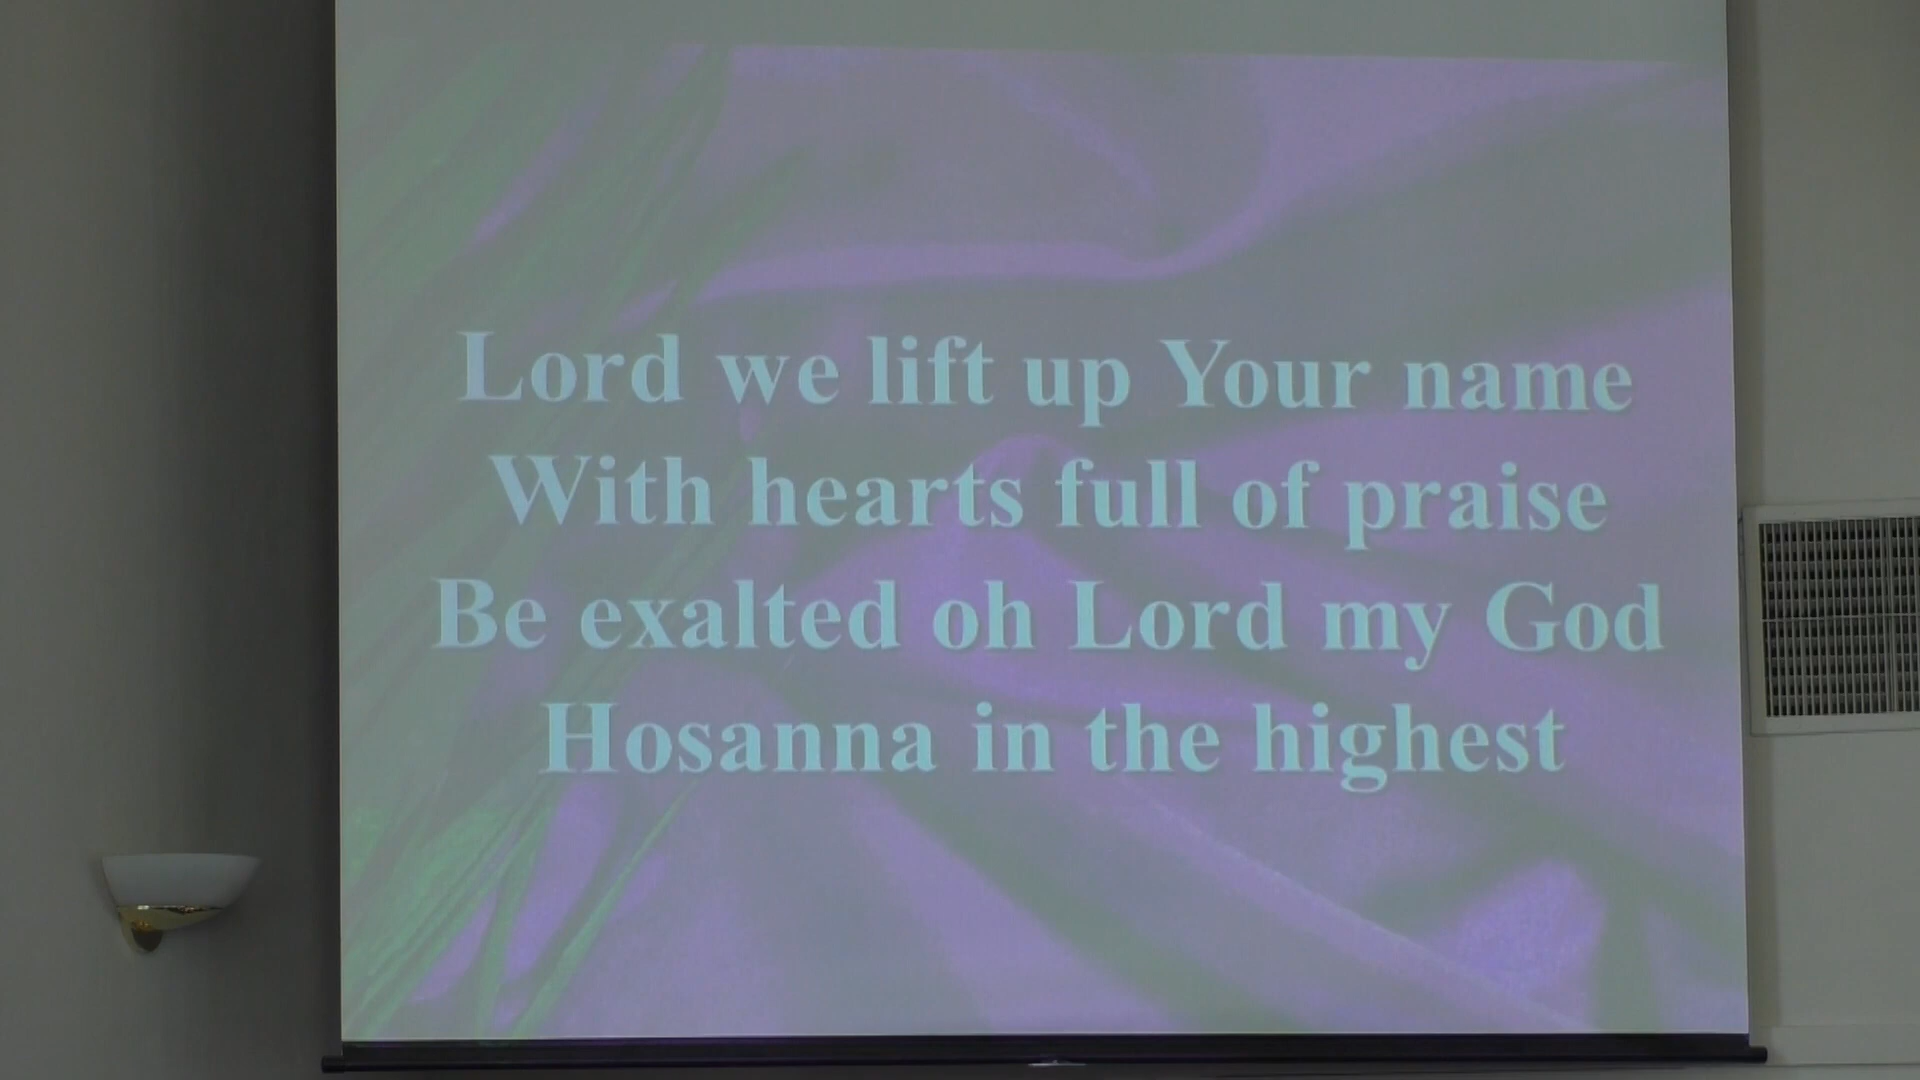 Lord we lift up Your name
With hearts full of praise
Be exalted oh Lord my God
Hosanna in the highest